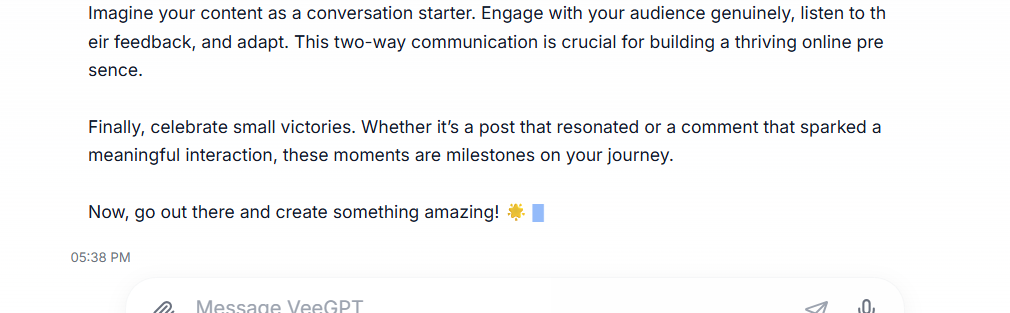 Imagine your content as a conversation starter. Engage with your audience genuinely, listen to th
eir feedback, and adapt. This two-way communication is crucial for building a thriving online pre
sence.
Finally, celebrate small victories. Whether it’s a post that resonated or a comment that sparked a
meaningful interaction, these moments are milestones on your journey.
Now, go out there and create something amazing! 🌟
05:38 PM
Message VeeGPT